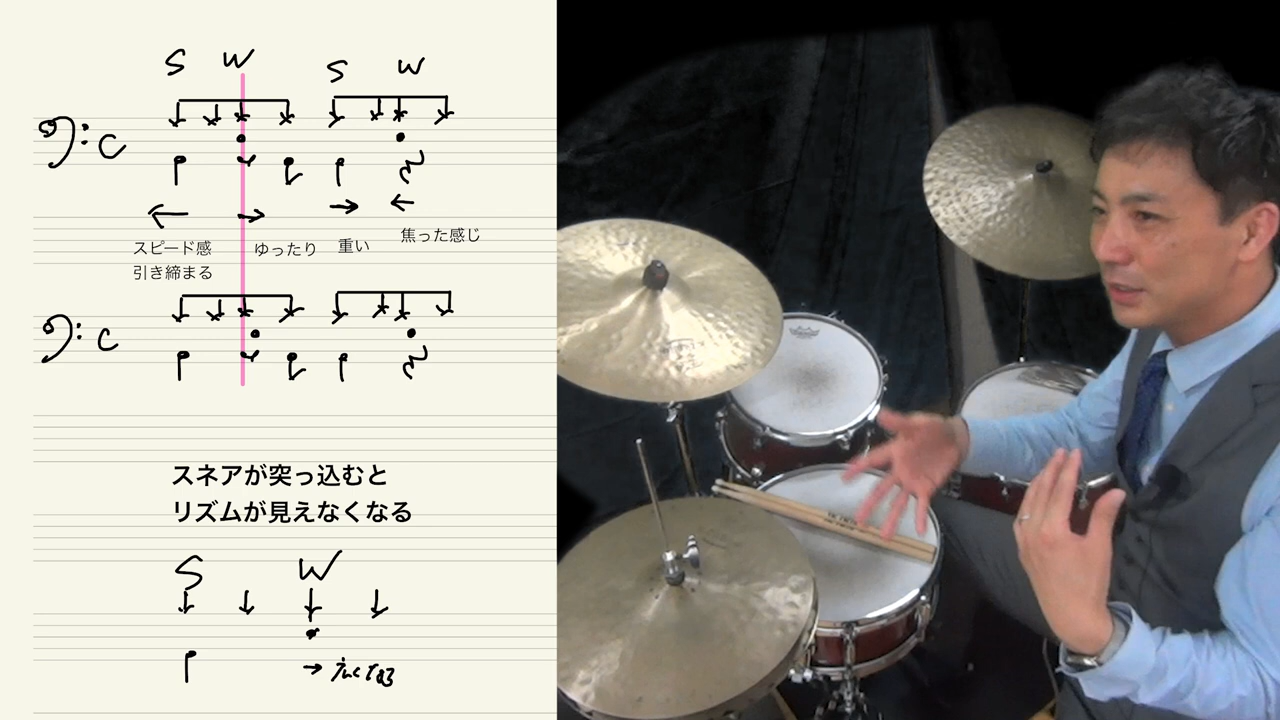 S W S W
C
スピード感
引き締まる
ゆったり
重い
焦った感じ
C
スネアが突っ込むと
リズムが見えなくなる
S W